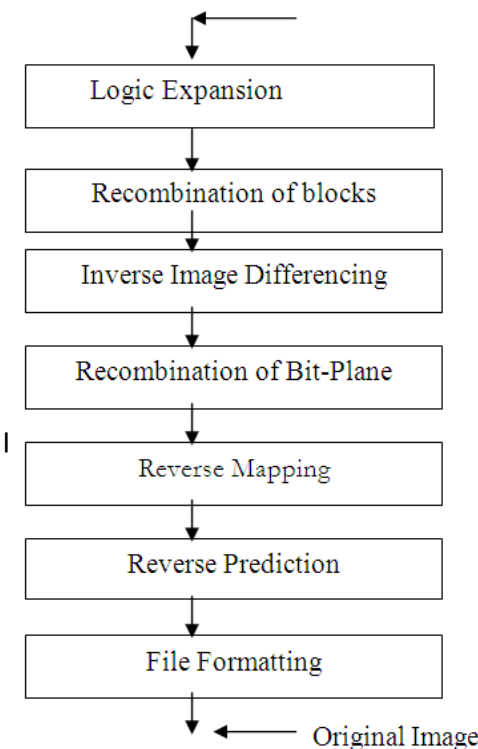 Logic Expansion
Recombination of blocks
Inverse Image Differencing
Recombination of Bit-Plane
Reverse Mapping
Reverse Prediction
File Formatting
Original Image